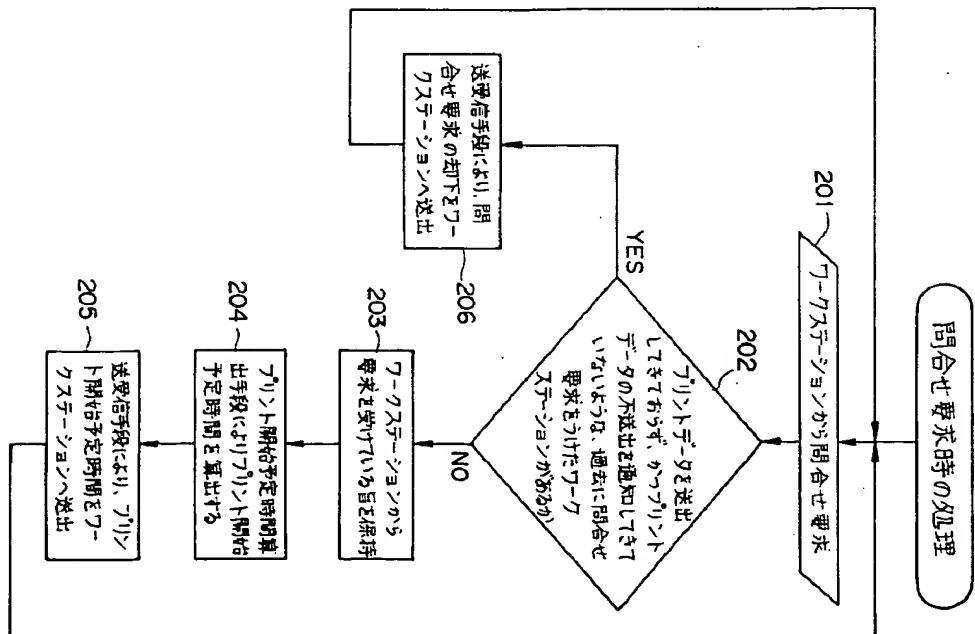 問合せ要求時の処理
201
ワークステーションから問合せ要求
202
プリントデータを送出
してきておらず、かつプリント
データの不送出を通知してきて
いないような、過去に問合せ
要求をうけたワーク
ステーションがあるか
YES
NO
206
送受信手段により、問
合せ要求の却下をワー
クステーションへ送出
203
ワークステーションから
要求を受けている旨を保持
204
プリント開始予定時間算
出手段によりプリント開始
予定時間を算出する
205
送受信手段により、プリン
ト開始予定時間をワー
クステーションへ送出